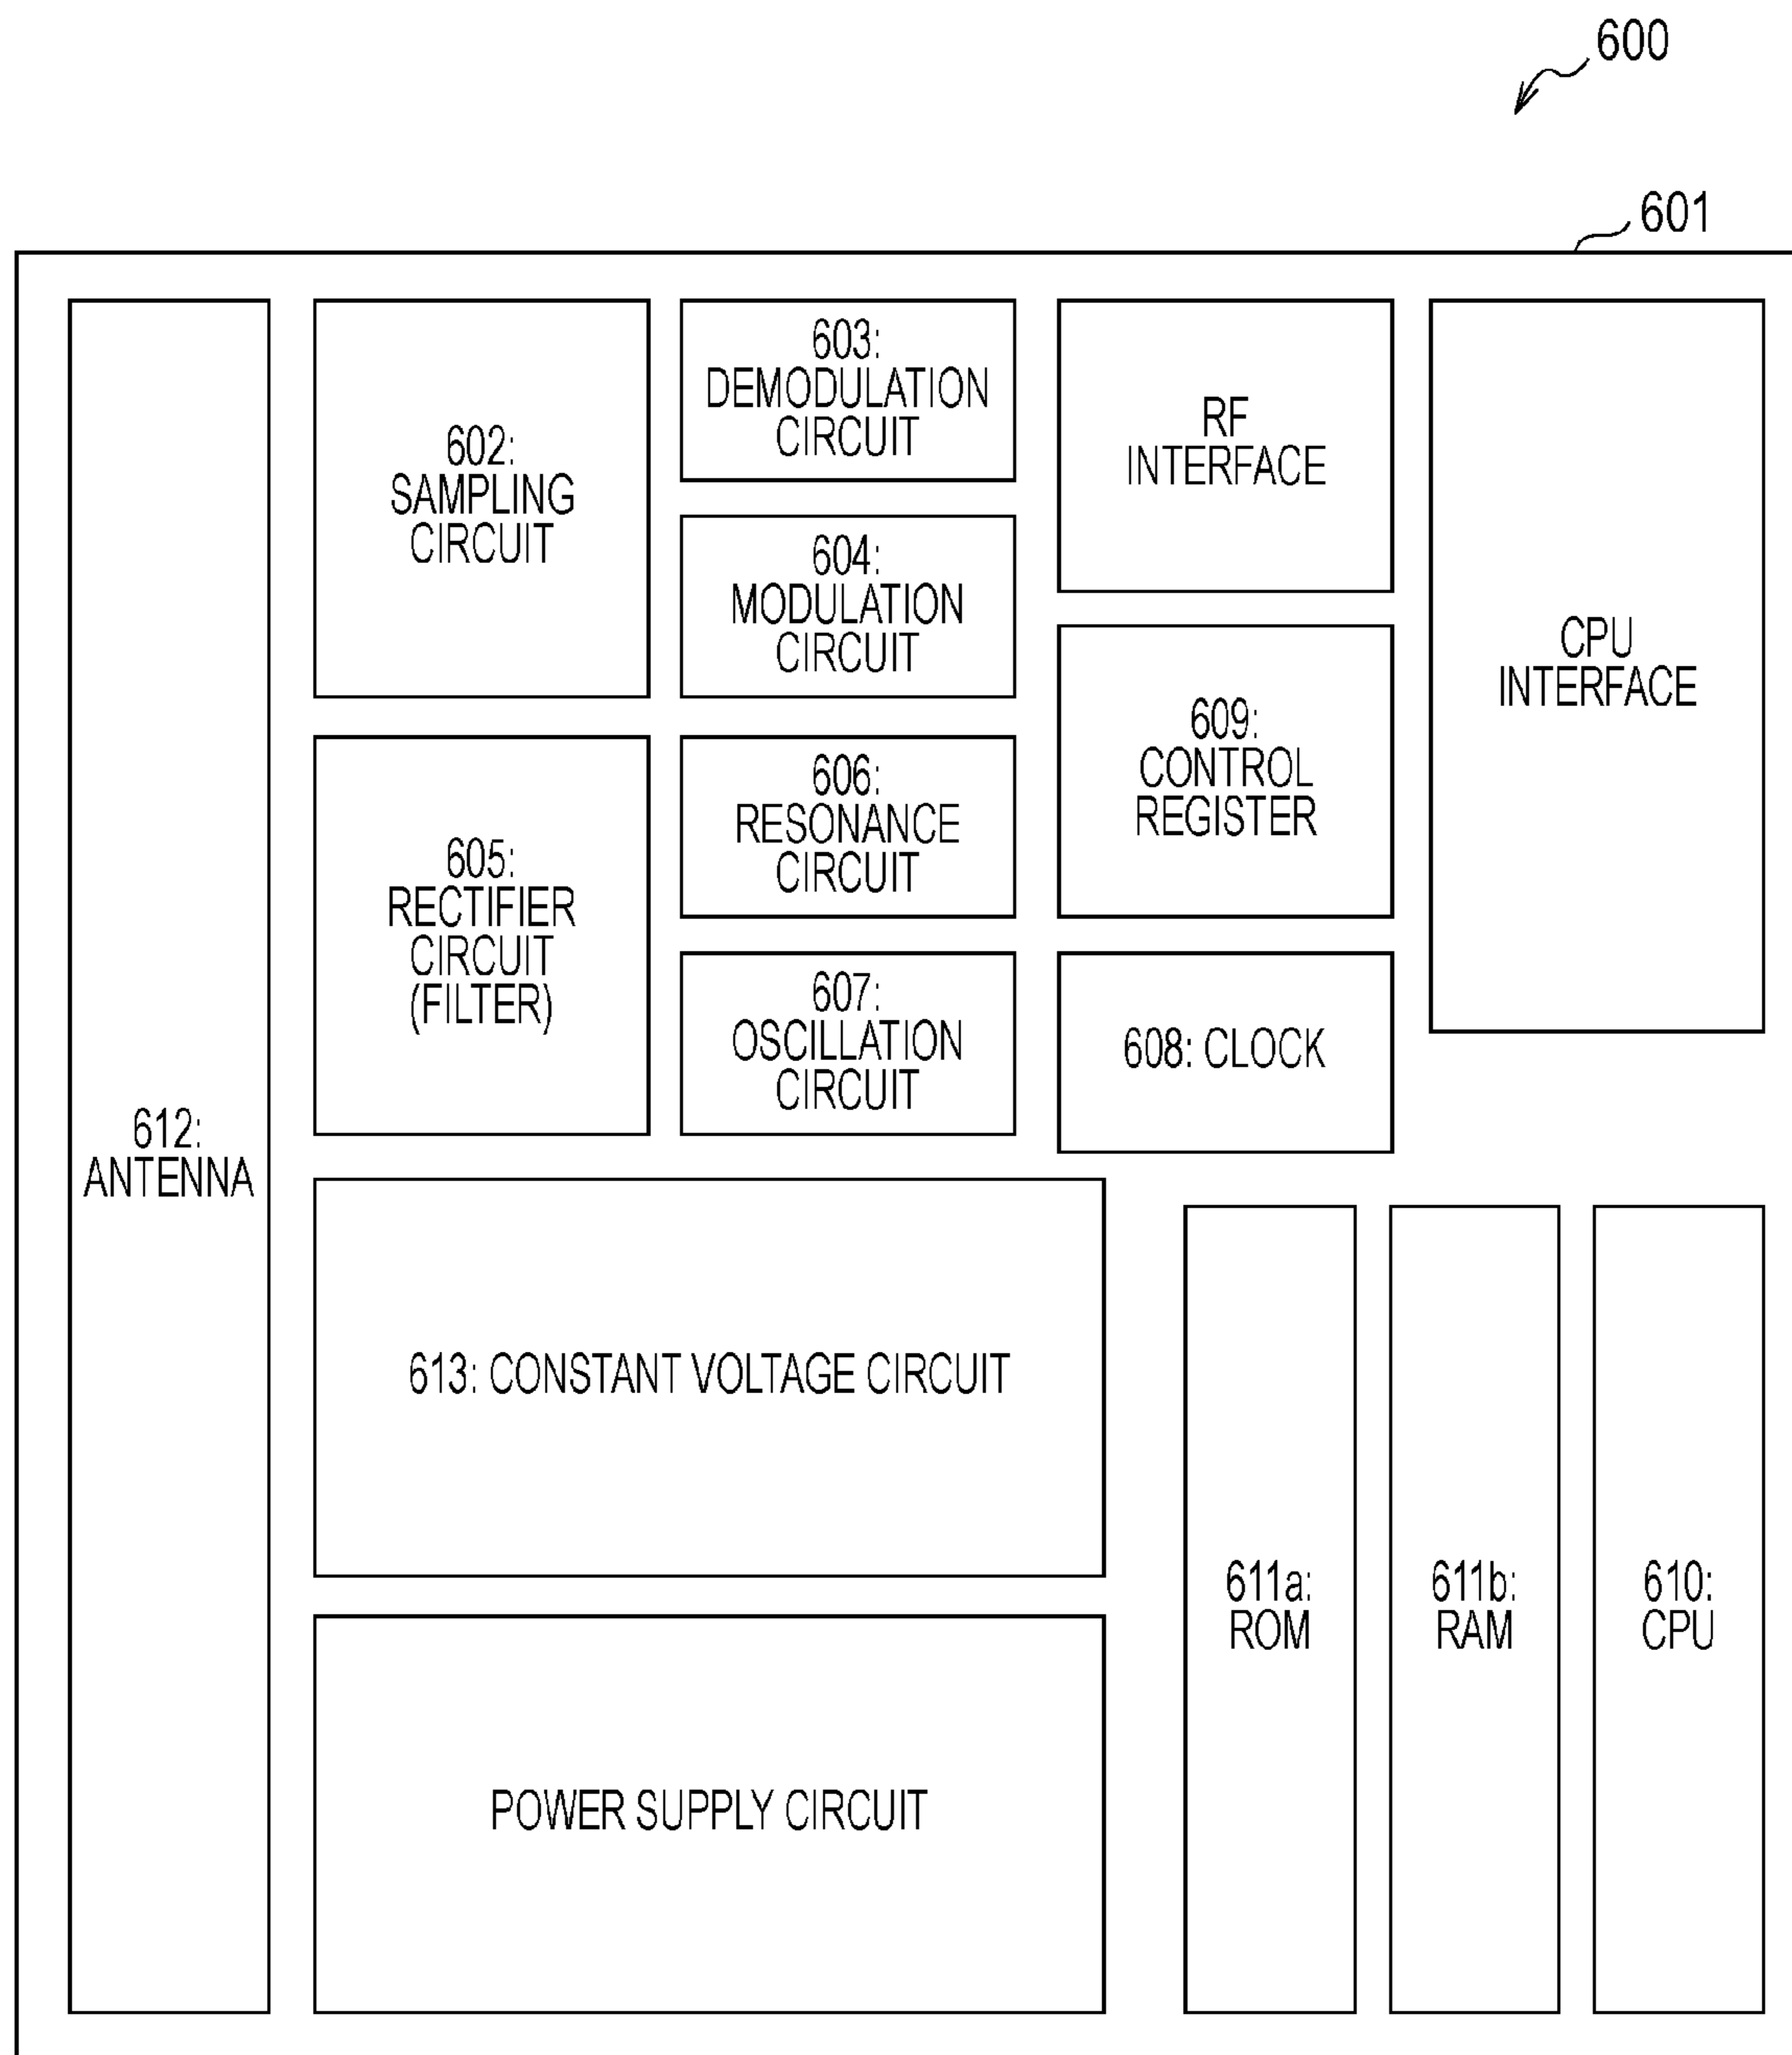 600
601
603:
DEMODULATION
CIRCUIT
RF
INTERFACE
602:
SAMPLING
CIRCUIT
604:
MODULATION
CIRCUIT
CPU
INTERFACE
609:
CONTROL
REGISTER
606:
RESONANCE
CIRCUIT
605:
RECTIFIER
CIRCUIT
(FILTER)
607:
OSCILLATION
CIRCUIT
608: CLOCK
612:
ANTENNA
613: CONSTANT VOLTAGE CIRCUIT
611a:
ROM
611b:
RAM
610:
CPU
POWER SUPPLY CIRCUIT